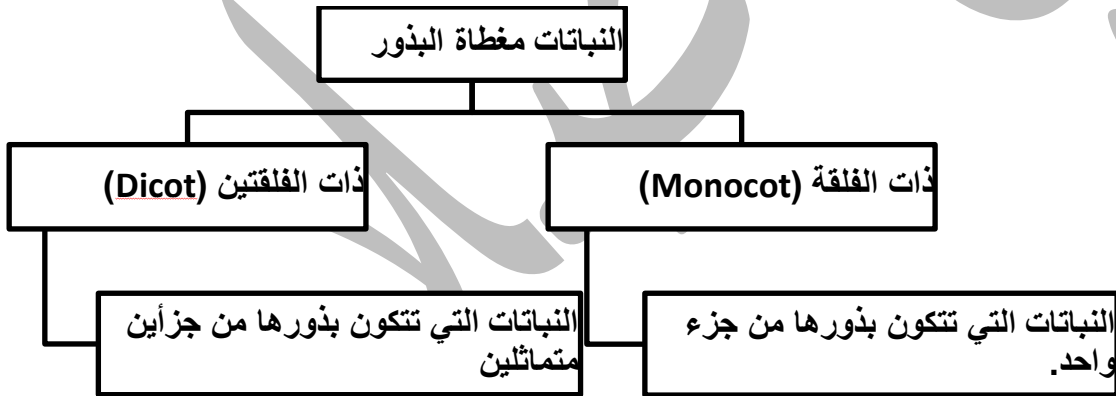 النباتات مغطاة البذور
ذات الفلقة (Monocot)
ذات الفلقتين (Dicot)
النباتات التي تتكون بذورها من جزء
واحد.
النباتات التي تتكون بذورها من جزأين
متماثلين